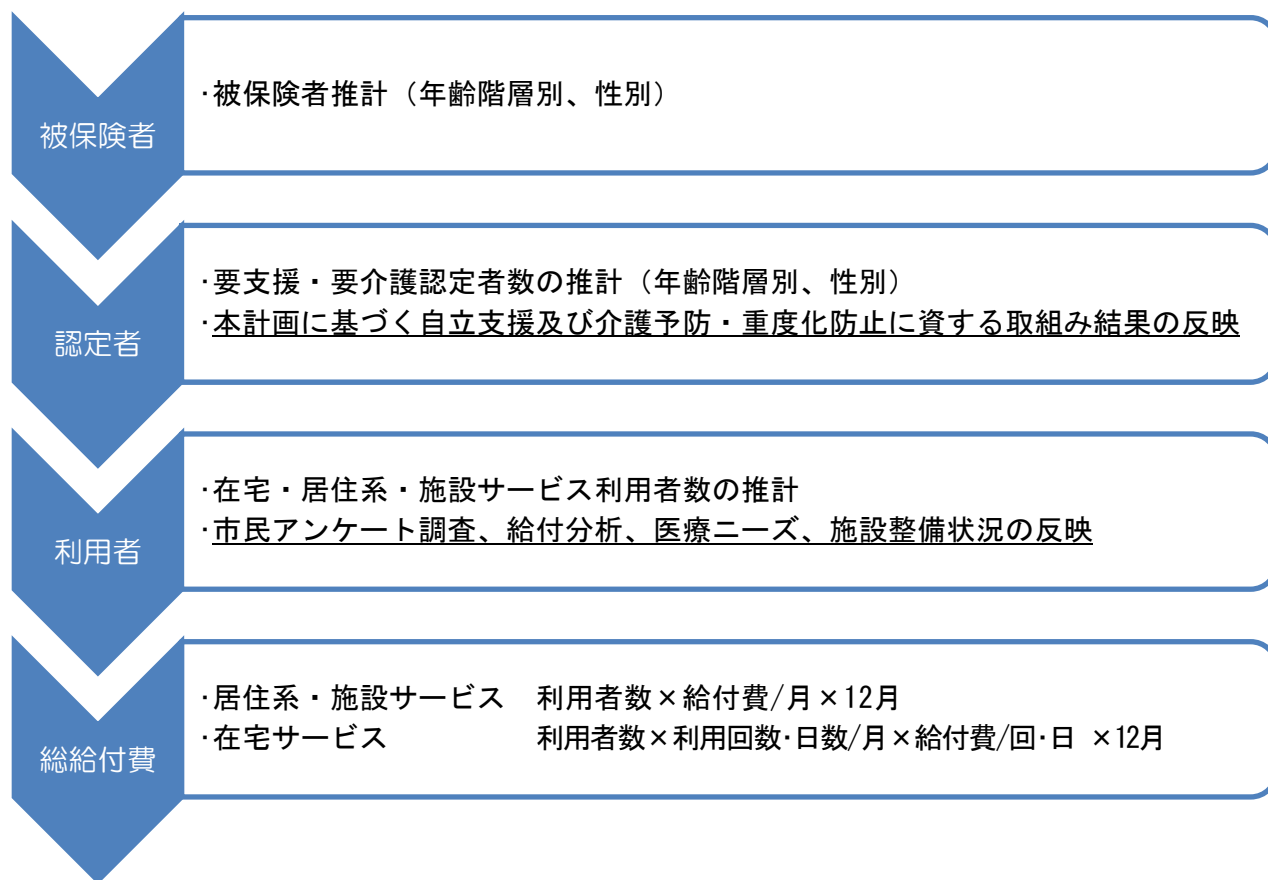 被保険者
・被保険者推計（年齢階層別、性別）
認定者
・要支援・要介護認定者数の推計（年齢階層別、性別）
・本計画に基づく自立支援及び介護予防・重度化防止に資する取組み結果の反映
利用者
・在宅・居住系・施設サービス利用者数の推計
・市民アンケート調査、給付分析、医療ニーズ、施設整備状況の反映
総給付費
・居住系・施設サービス　利用者数×給付費/月×12月
・在宅サービス　利用者数×利用回数・日数/月×給付費/回・日 ×12月